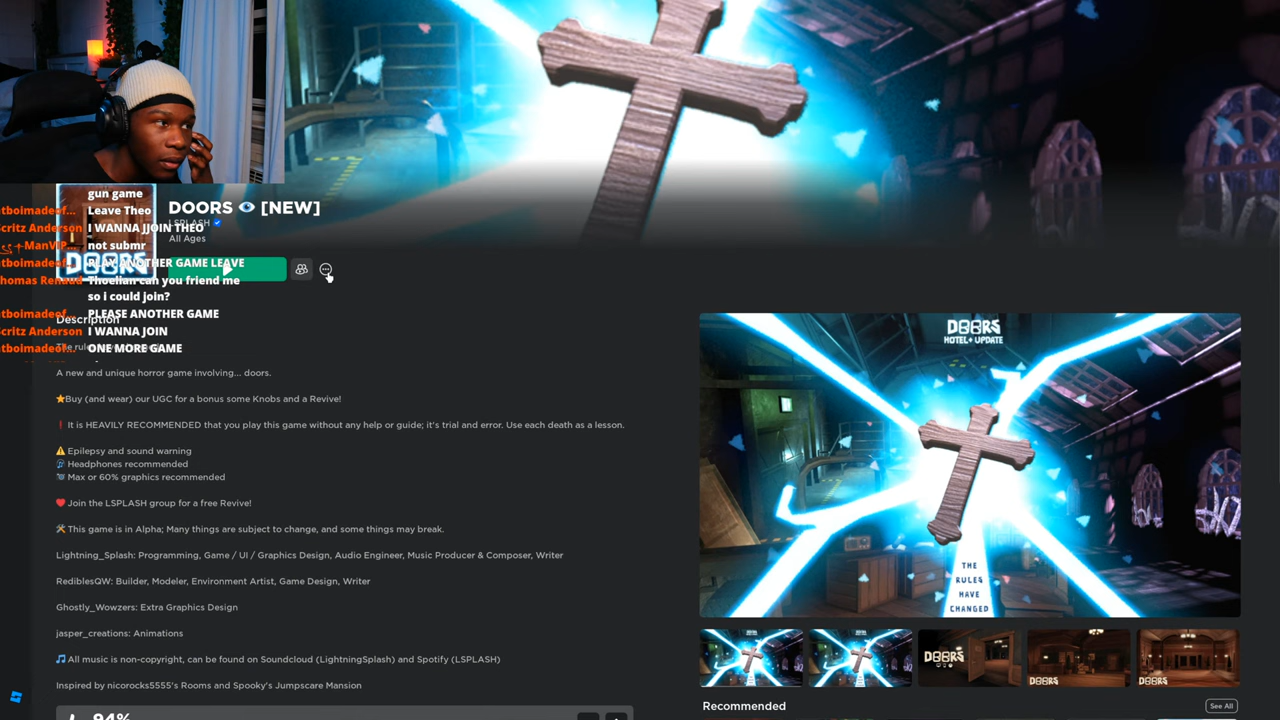 gun game
tboimadeof... Leave Theo
Scritz Anderson I WANNA JJOIN THEO
ManVIP... not submr
tboimadeof... PLAY ANOTHER GAME LEAVE
homas Renaud Thoelian can you friend me
so i could join?
tboimadeof... PLEASE ANOTHER GAME
Scritz Anderson I WANNA JOIN
tboimadeof... ONE MORE GAME
DOORS 👁 [NEW]
LSPLASH
All Ages
DOORS
Description
A new and unique horror game involving... doors.
⭐Buy (and wear) our UGC for a bonus some Knobs and a Revive!
❗ It is HEAVILY RECOMMENDED that you play this game without any help or guide; it's trial and error. Use each death as a lesson.
⚠️ Epilepsy and sound warning
🎧 Headphones recommended
Max or 60% graphics recommended
❤️ Join the LSPLASH group for a free Revive!
🛠️ This game is in Alpha; Many things are subject to change, and some things may break.
Lightning_Splash: Programming, Game / UI / Graphics Design, Audio Engineer, Music Producer & Composer, Writer
RediblesQW: Builder, Modeler, Environment Artist, Game Design, Writer
Ghostly_Wowzers: Extra Graphics Design
jasper_creations: Animations
🎵 All music is non-copyright, can be found on Soundcloud (LightningSplash) and Spotify (LSPLASH)
Inspired by nicorocks5555's Rooms and Spooky's Jumpscare Mansion
94%
DOORS
HOTEL+ UPDATE
THE
RULES
HAVE
CHANGED
DOORS
DOORS
DOORS
Recommended
See All